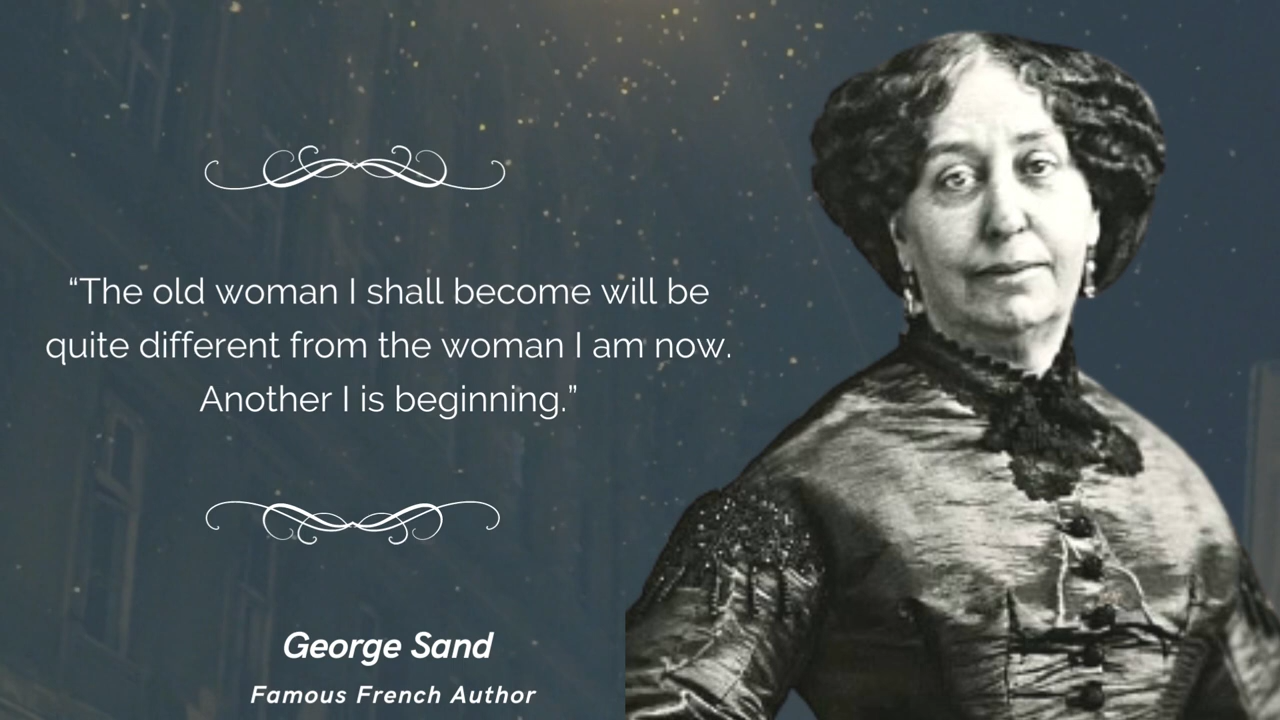 “The old woman I shall become will be
quite different from the woman I am now.
Another I is beginning.”
George Sand
Famous French Author